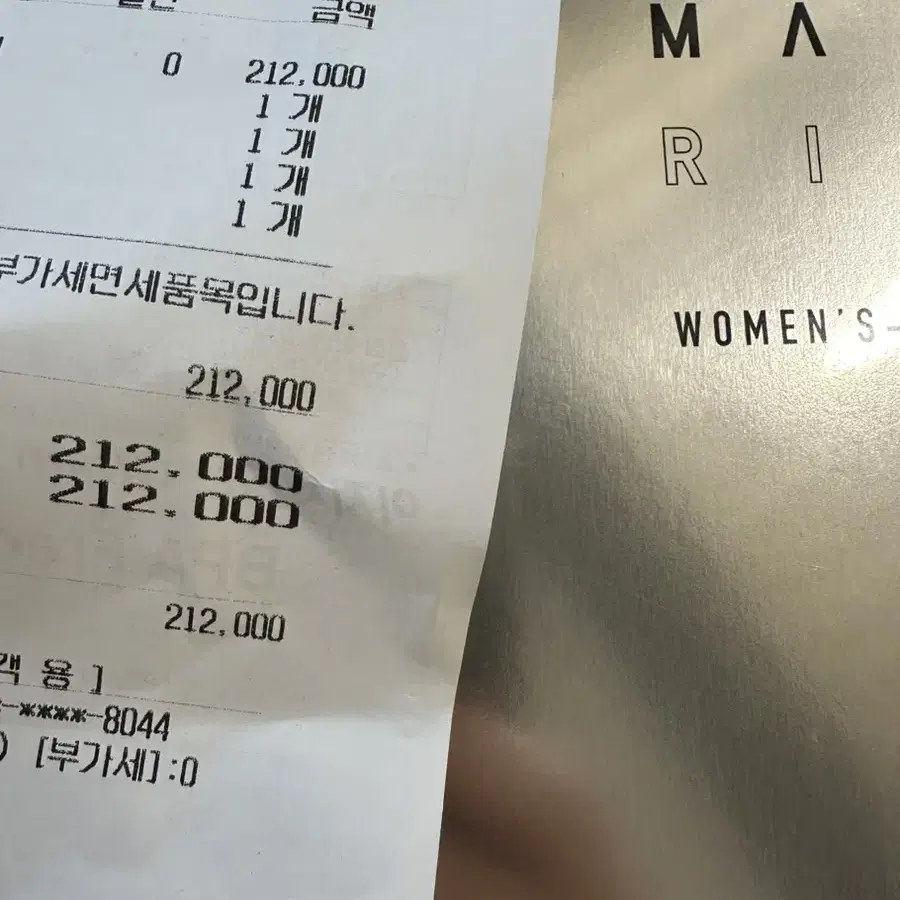 금액
0 212,000
1 개
1 개
1 개
1 개
부가세면세품목입니다.
212,000
212,000
212,000
212,000
객 용 ]
-****-8044
) [부가세]:0
M A
R I
WOMEN'S-